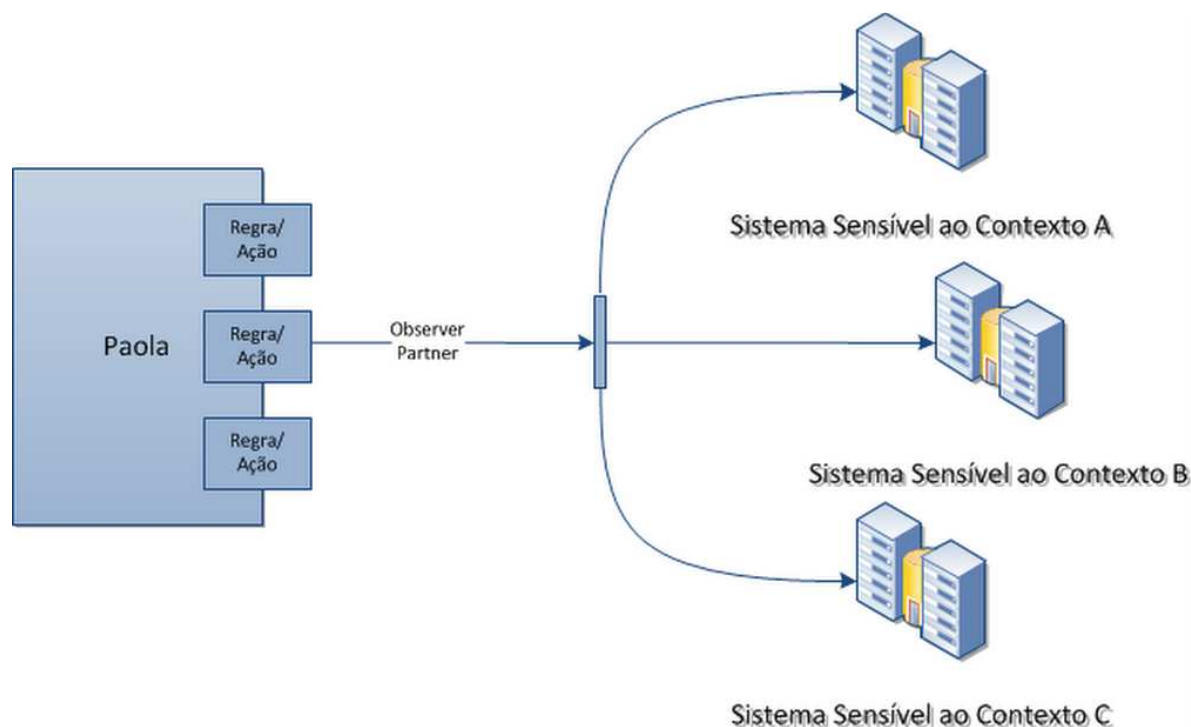 Paola
Regra/
Ação
Regra/
Ação
Regra/
Ação
Observer
Partner
Sistema Sensível ao Contexto A
Sistema Sensível ao Contexto B
Sistema Sensível ao Contexto C